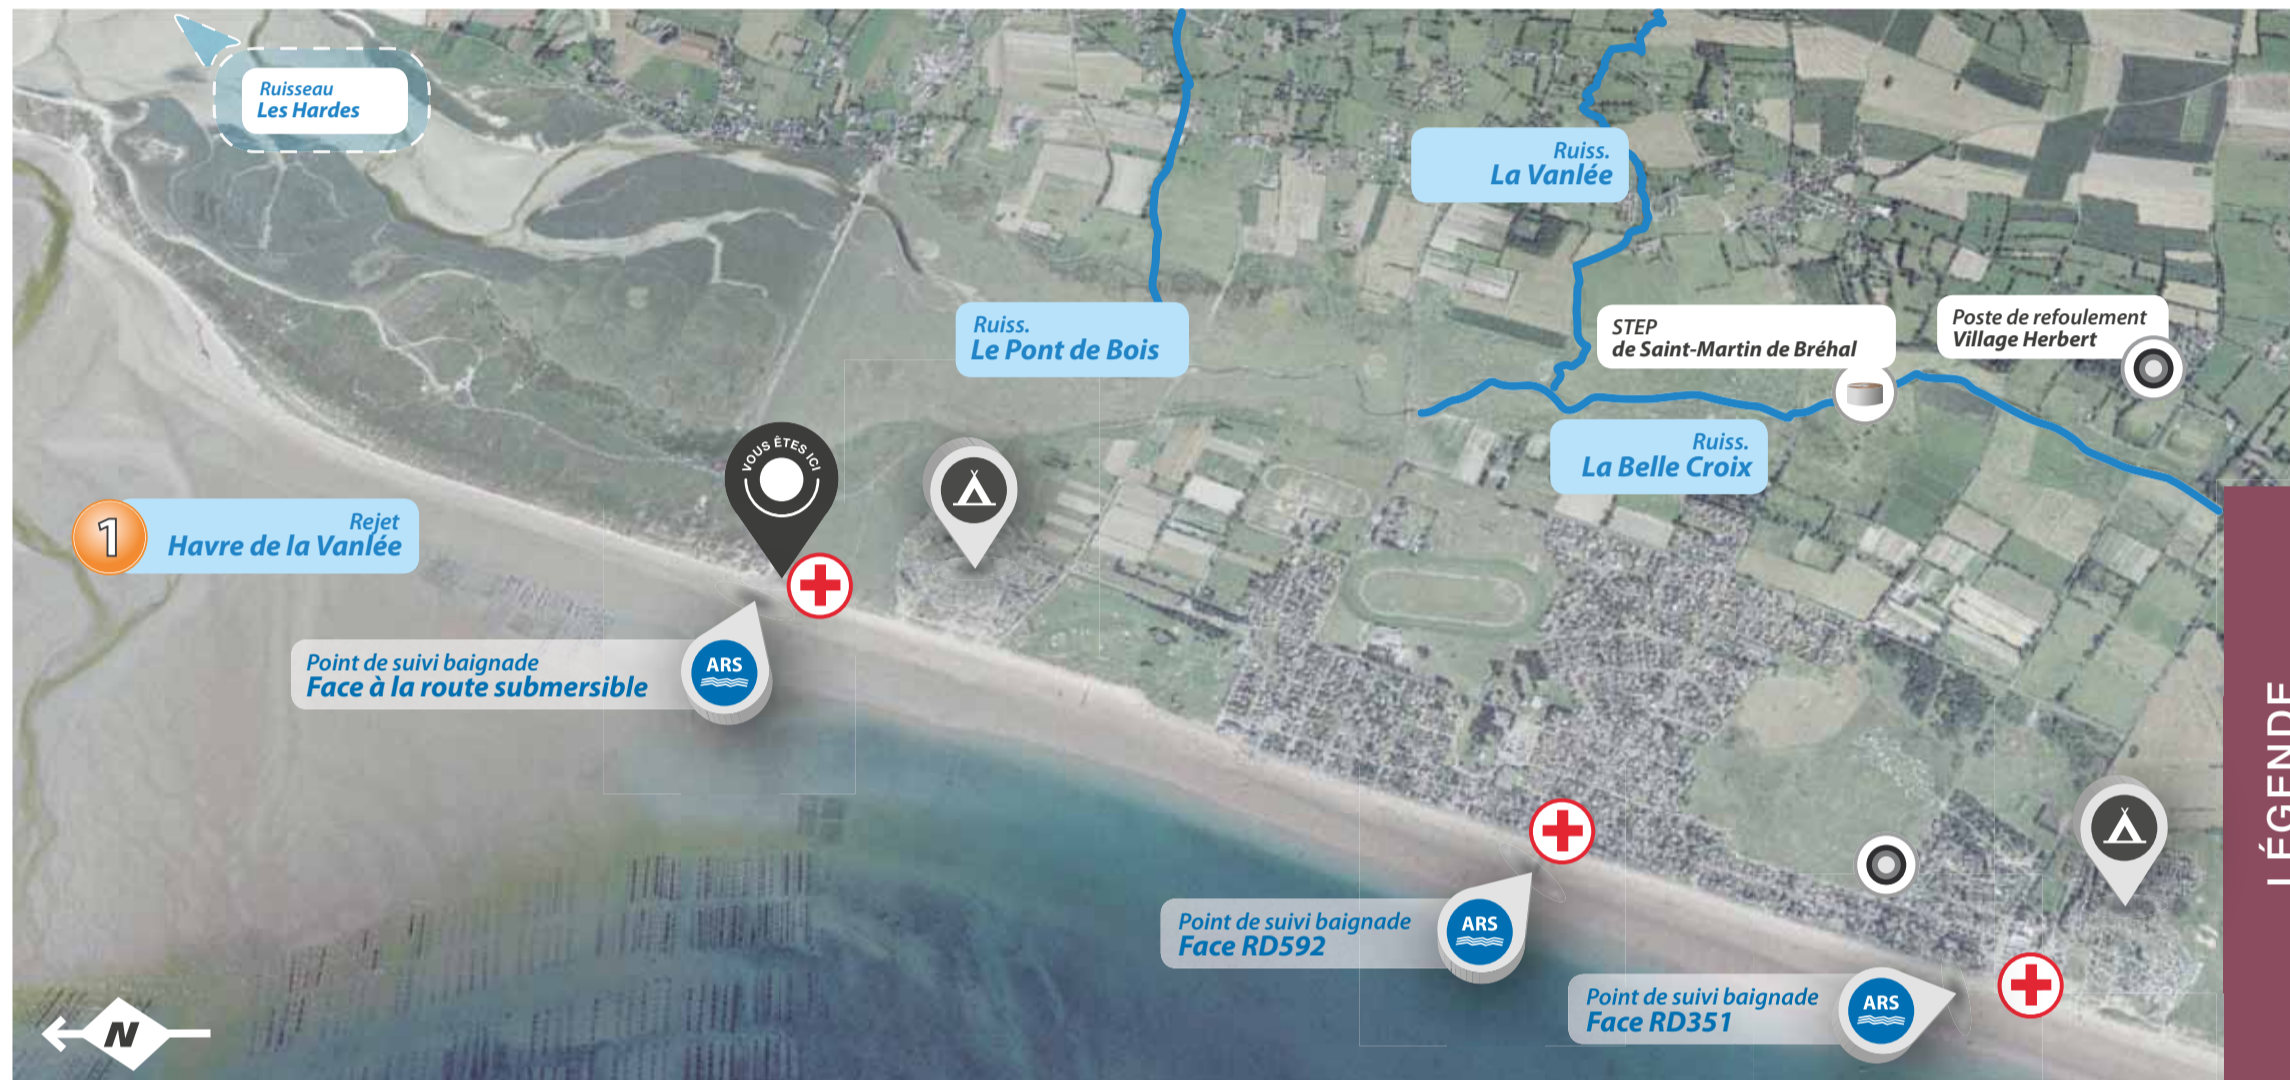 Ruisseau
Les Hardes
Ruiss.
La Vanlée
Ruiss.
Le Pont de Bois
STEP
de Saint-Martin de Bréhal
Poste de refoulement
Village Herbert
Ruiss.
La Belle Croix
VOUS ÊTES ICI
1
Rejet
Havre de la Vanlée
Point de suivi baignade
Face à la route submersible
ARS
Point de suivi baignade
Face RD592
ARS
Point de suivi baignade
Face RD351
ARS
N
LÉGENDE